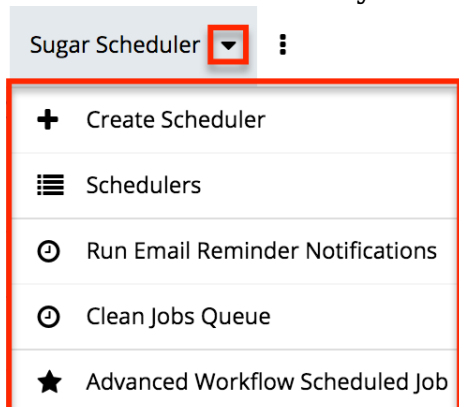 Sugar Scheduler
Create Scheduler
Schedulers
Run Email Reminder Notifications
Clean Jobs Queue
Advanced Workflow Scheduled Job